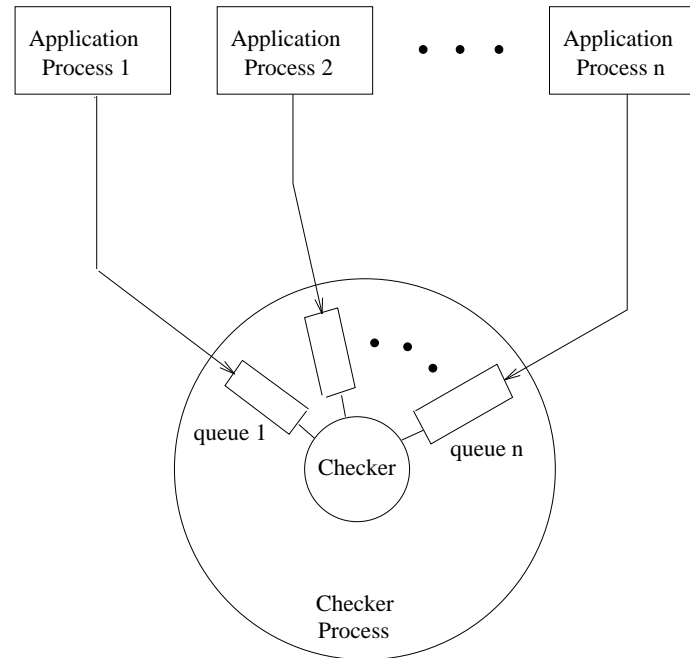 Application
Process 1
Application
Process 2
Application
Process n
queue 1
queue n
Checker
Checker
Process